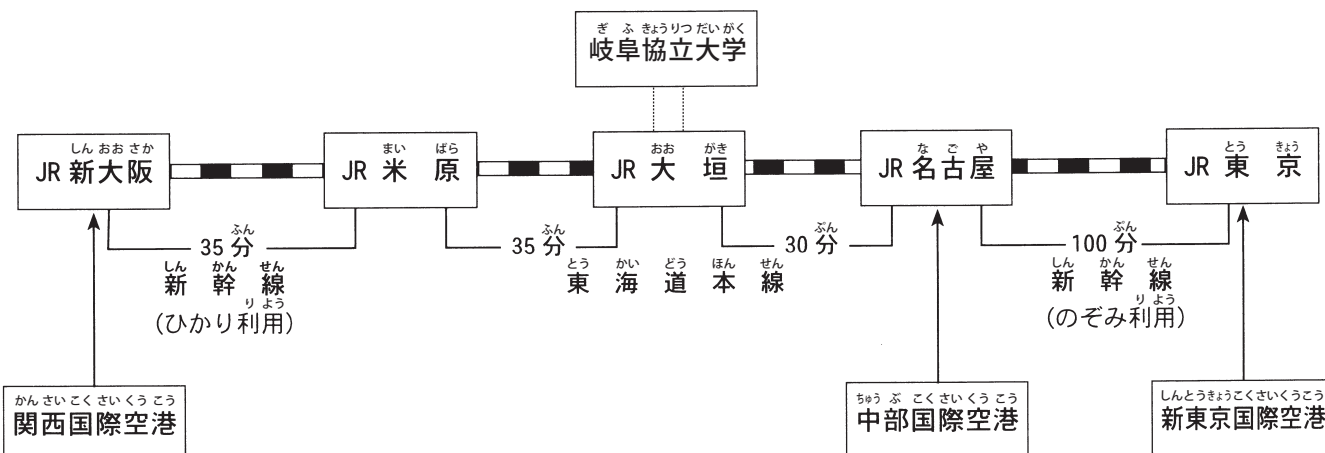 ぎふきょうりつだいがく
岐阜協立大学
しんおおさか
JR 新大阪
まいばら
JR 米原
おおがき
JR 大垣
なごや
JR 名古屋
とうきょう
JR 東京
ふん
35分
ふん
35分
ぷん
30分
ぷん
100分
しんかんせん
新幹線
りよう
(ひかり利用)
とうかいどうほんせん
東海道本線
しんかんせん
新幹線
りよう
(のぞみ利用)
かんさいこくさいくうこう
関西国際空港
ちゅうぶこくさいくうこう
中部国際空港
しんとうきょうこくさいくうこう
新東京国際空港